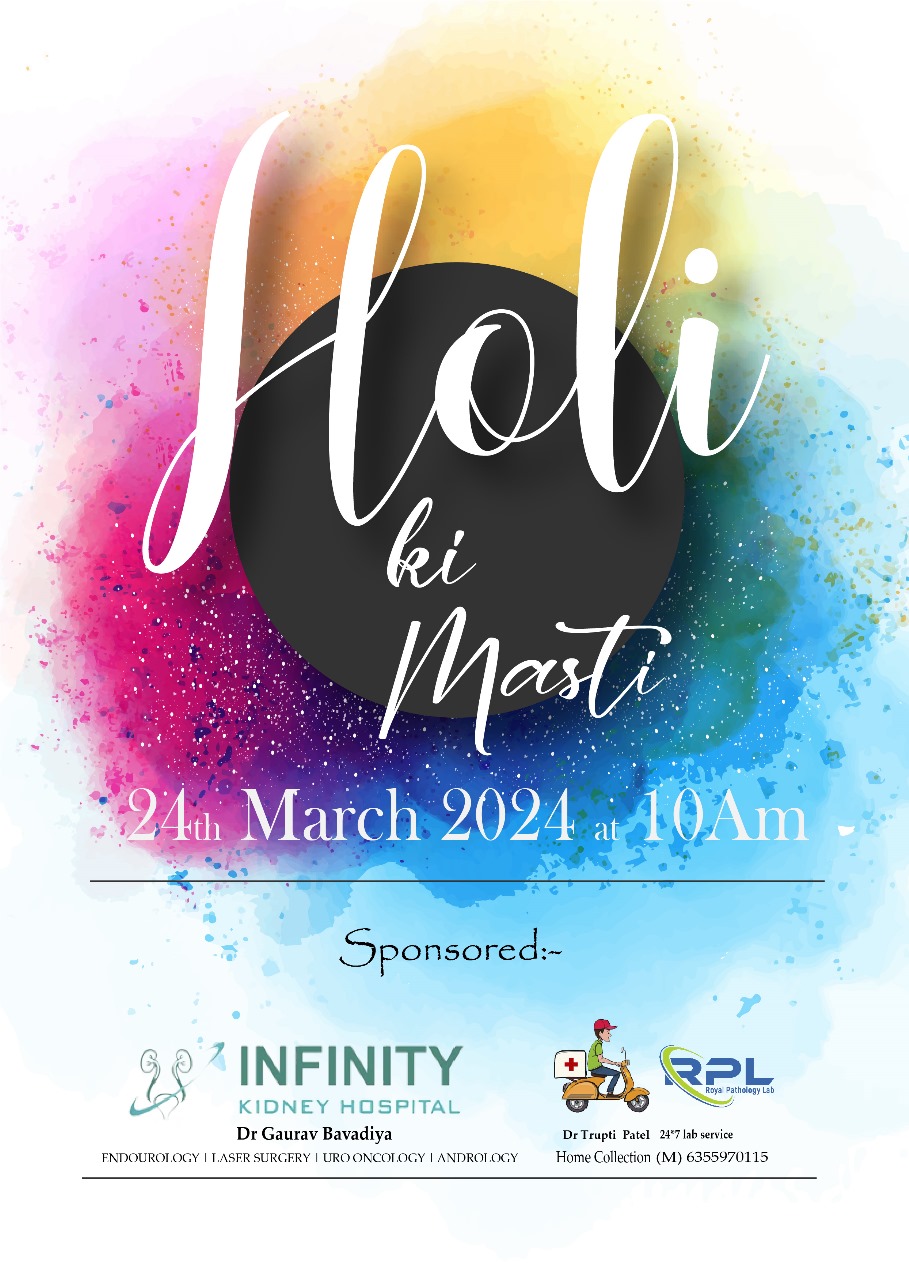 Holi
ki
Masti
24th March 2024 at 10Am
Sponsored:-
INFINITY
KIDNEY HOSPITAL
Dr Gaurav Bavadiya
ENDOUROLOGY | LASER SURGERY | URO ONCOLOGY | ANDROLOGY
RPL
Royal Pathology Lab
Dr Trupti Patel 24*7 lab service
Home Collection (M) 6355970115